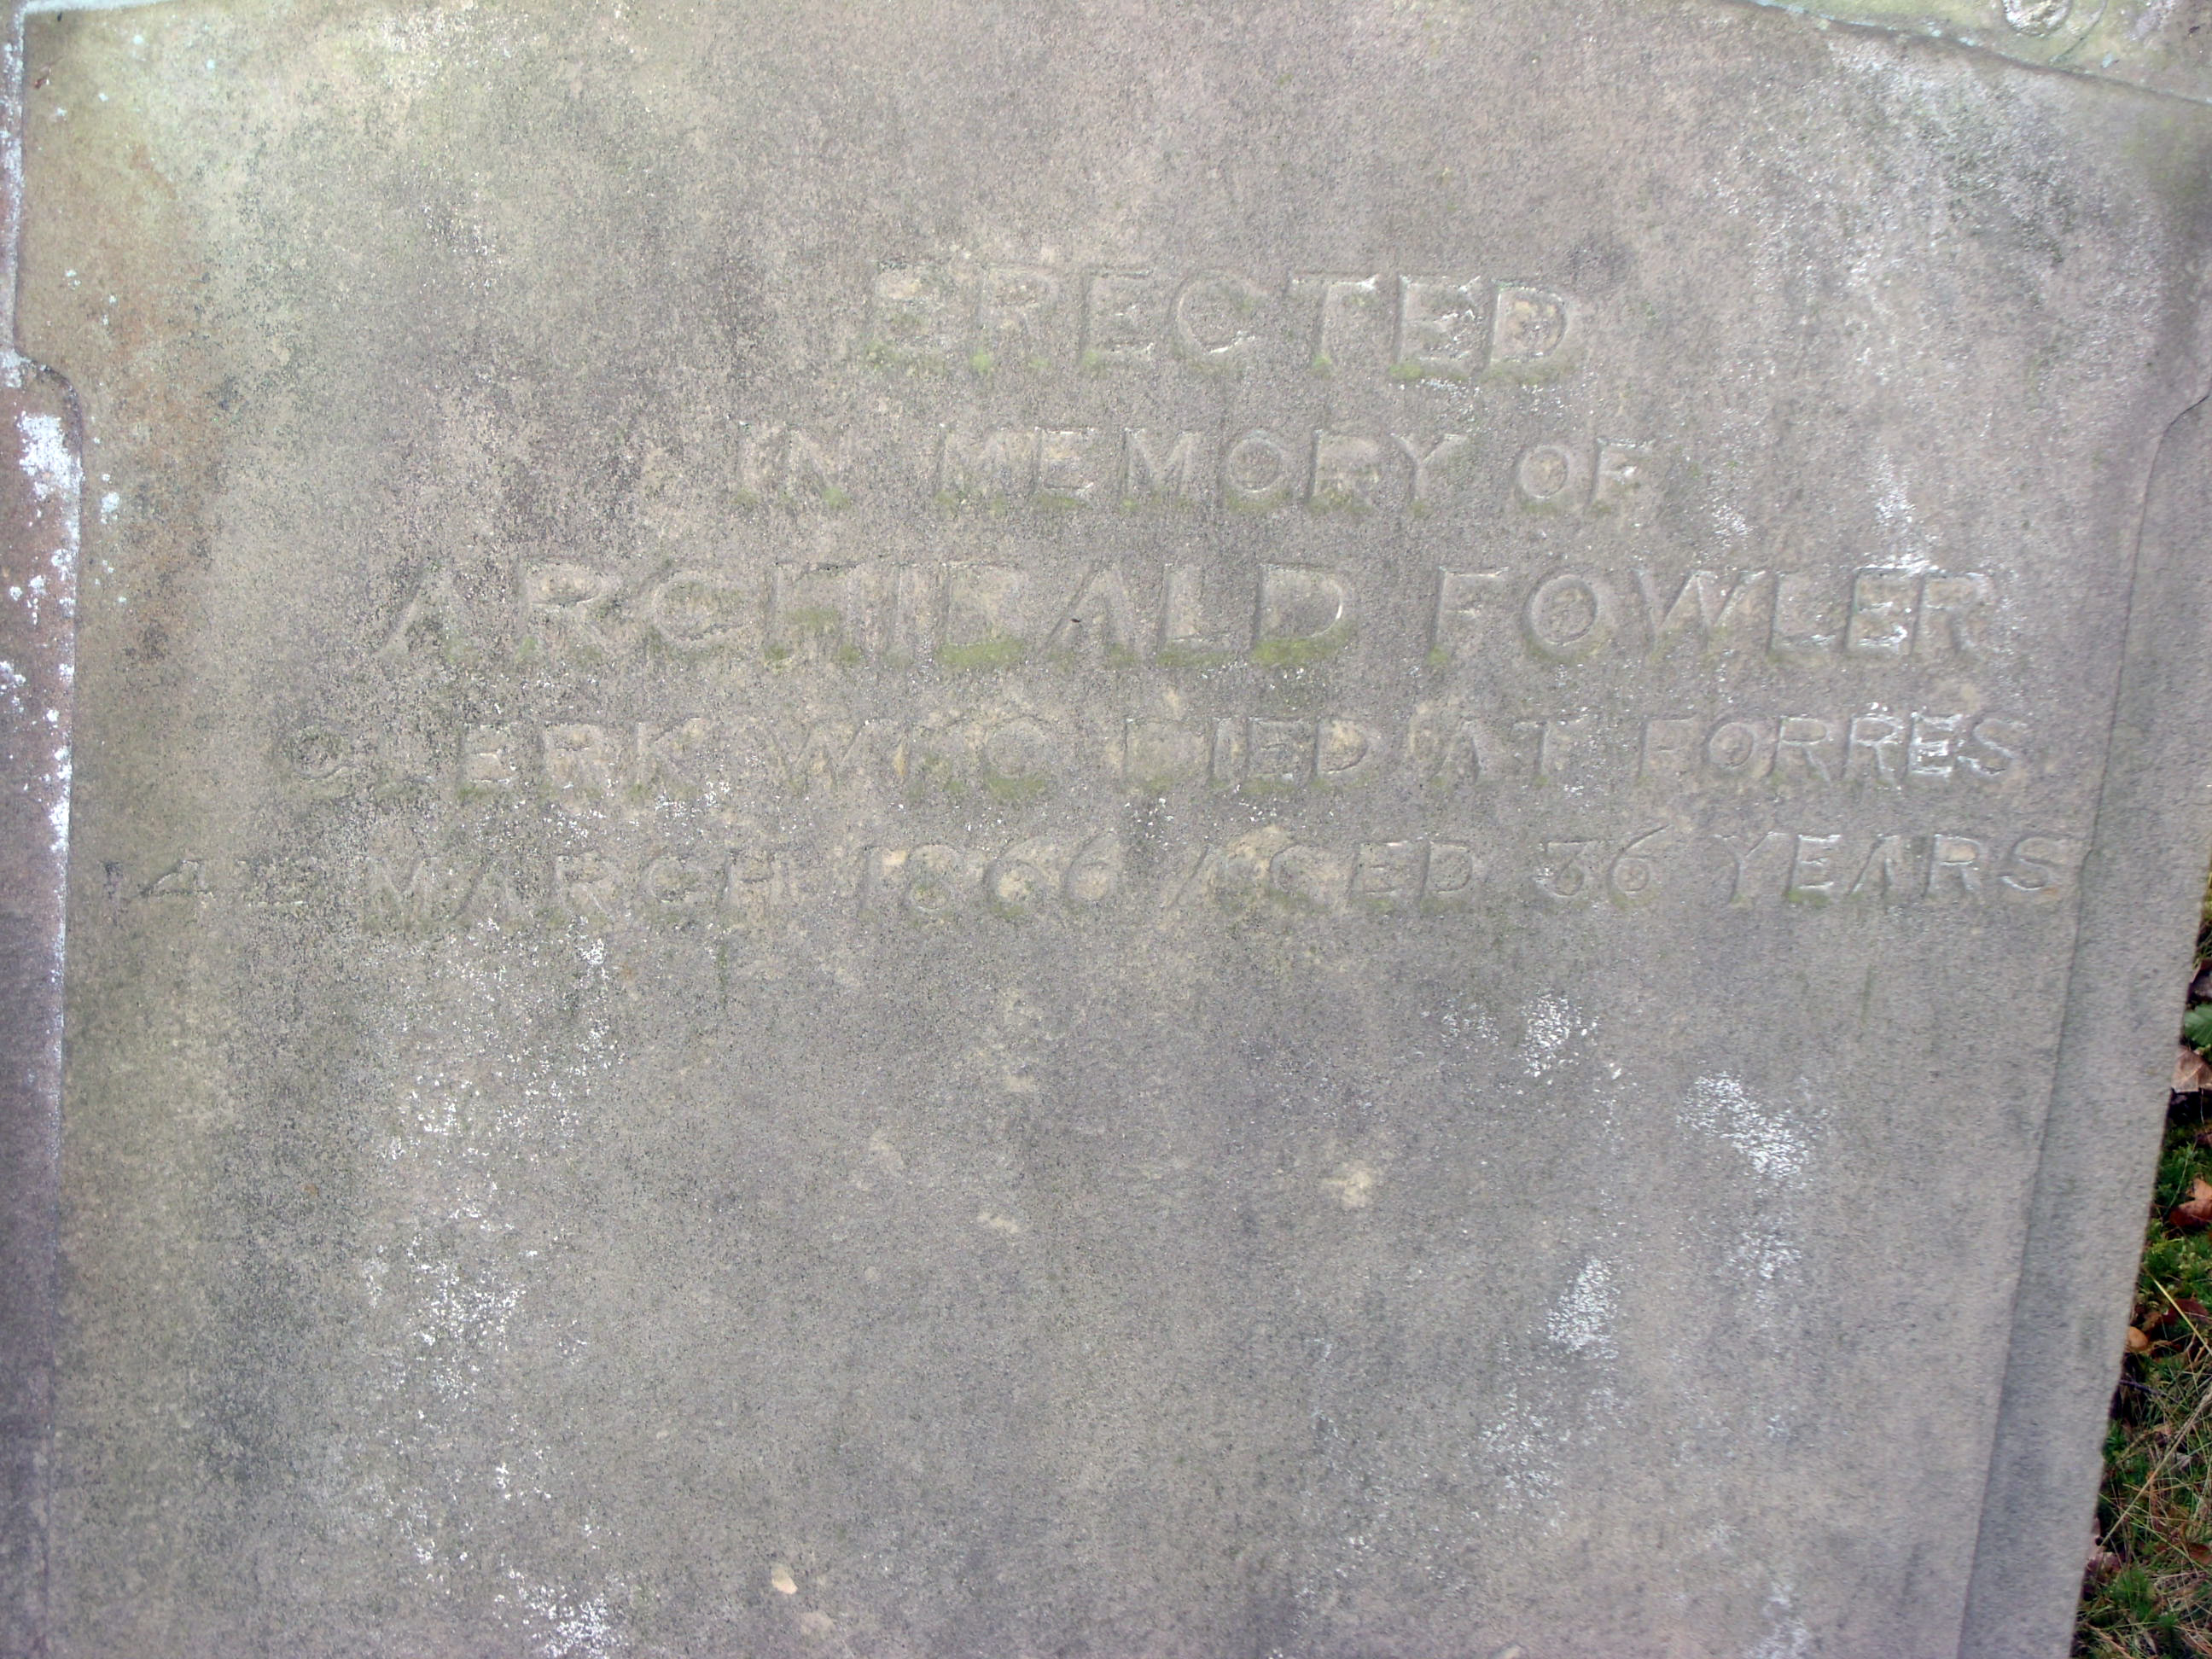 ERECTED
IN MEMORY OF
ARCHIBALD FOWLER
CLERK WHO DIED AT FORRES
14TH MARCH 1866 AGED 36 YEARS